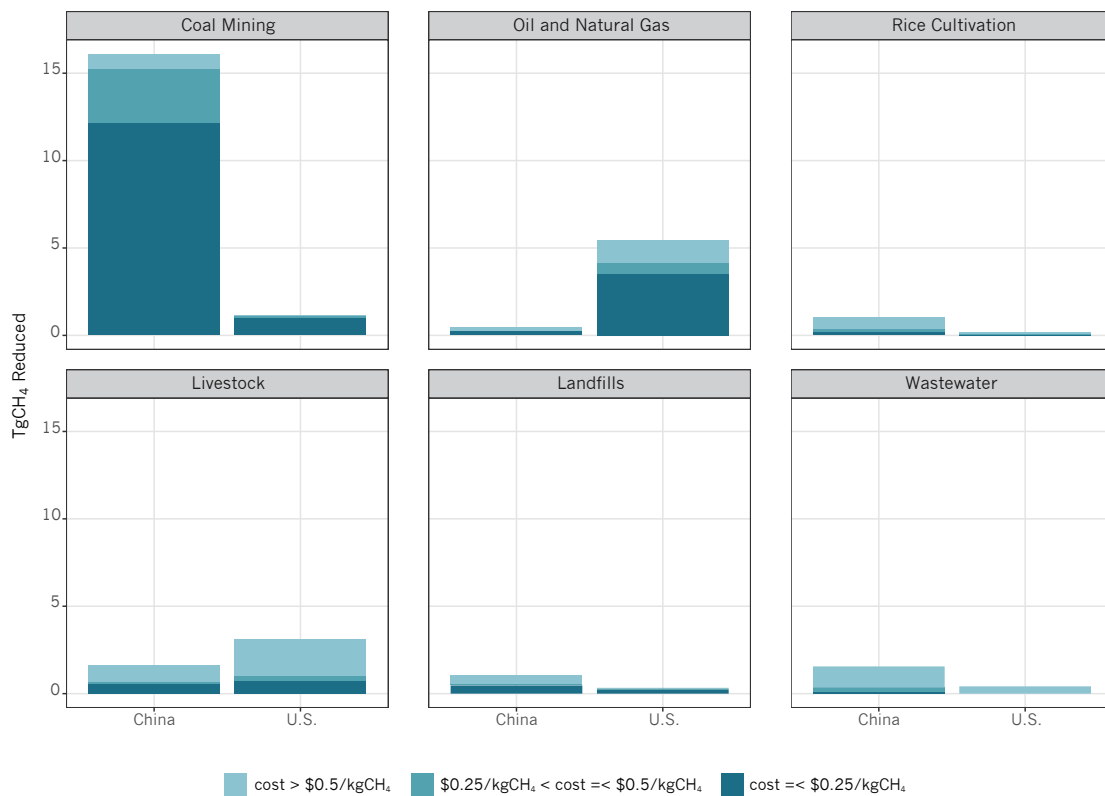 Coal Mining
Oil and Natural Gas
Rice Cultivation
15
10
5
0
TgCH₄ Reduced
Livestock
Landfills
Wastewater
15
10
5
0
China
U.S.
China
U.S.
China
U.S.
cost > $0.5/kgCH₄
$0.25/kgCH₄ < cost =< $0.5/kgCH₄
cost =< $0.25/kgCH₄